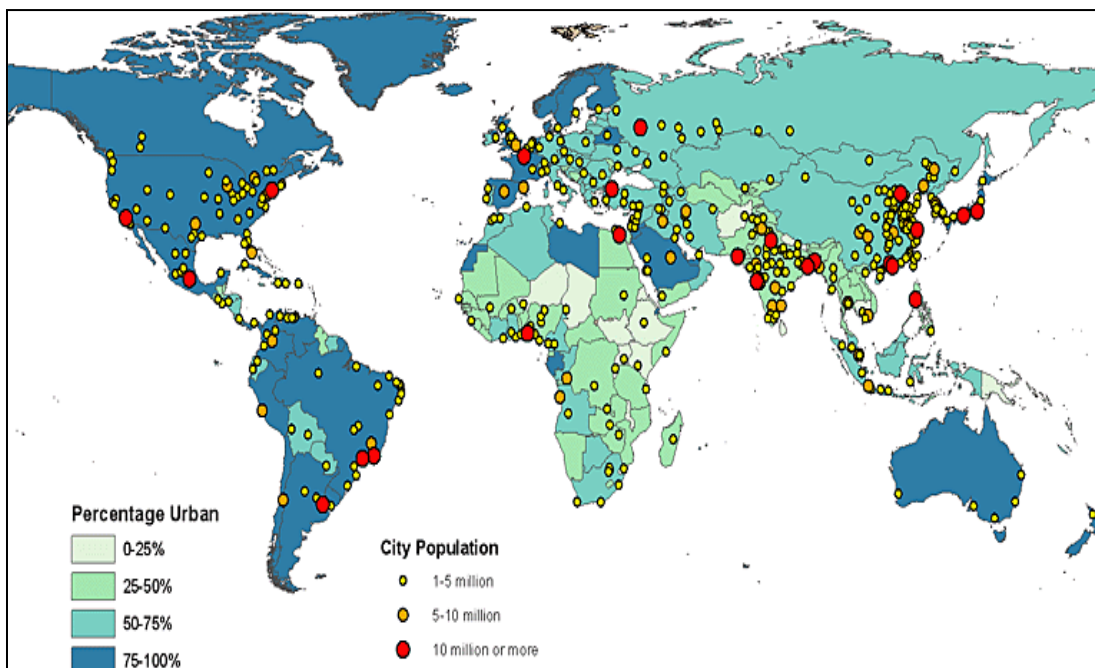 Percentage Urban
0-25%
25-50%
50-75%
75-100%
City Population
1-5 million
5-10 million
10 million or more